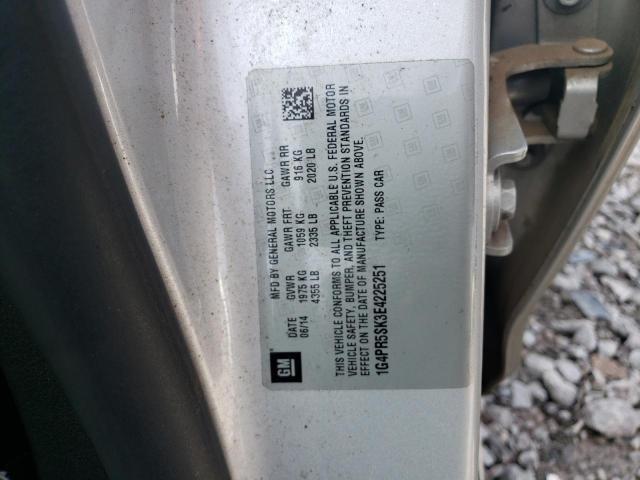 GM
MFD BY GENERAL MOTORS LLC
DATE GVWR GAWR FRT GAWR RR
06/14 1975 KG 1059 KG 916 KG
4355 LB 2335 LB 2020 LB
THIS VEHICLE CONFORMS TO ALL APPLICABLE U.S. FEDERAL MOTOR
VEHICLE SAFETY, BUMPER, AND THEFT PREVENTION STANDARDS IN
EFFECT ON THE DATE OF MANUFACTURE SHOWN ABOVE.
1G4PR5SK3E4225251 TYPE: PASS CAR